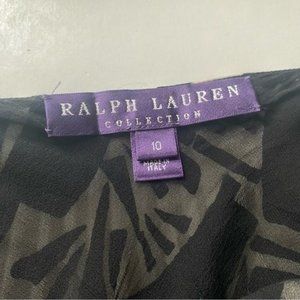 RALPH LAUREN
COLLECTION
10
MADE IN
ITALY